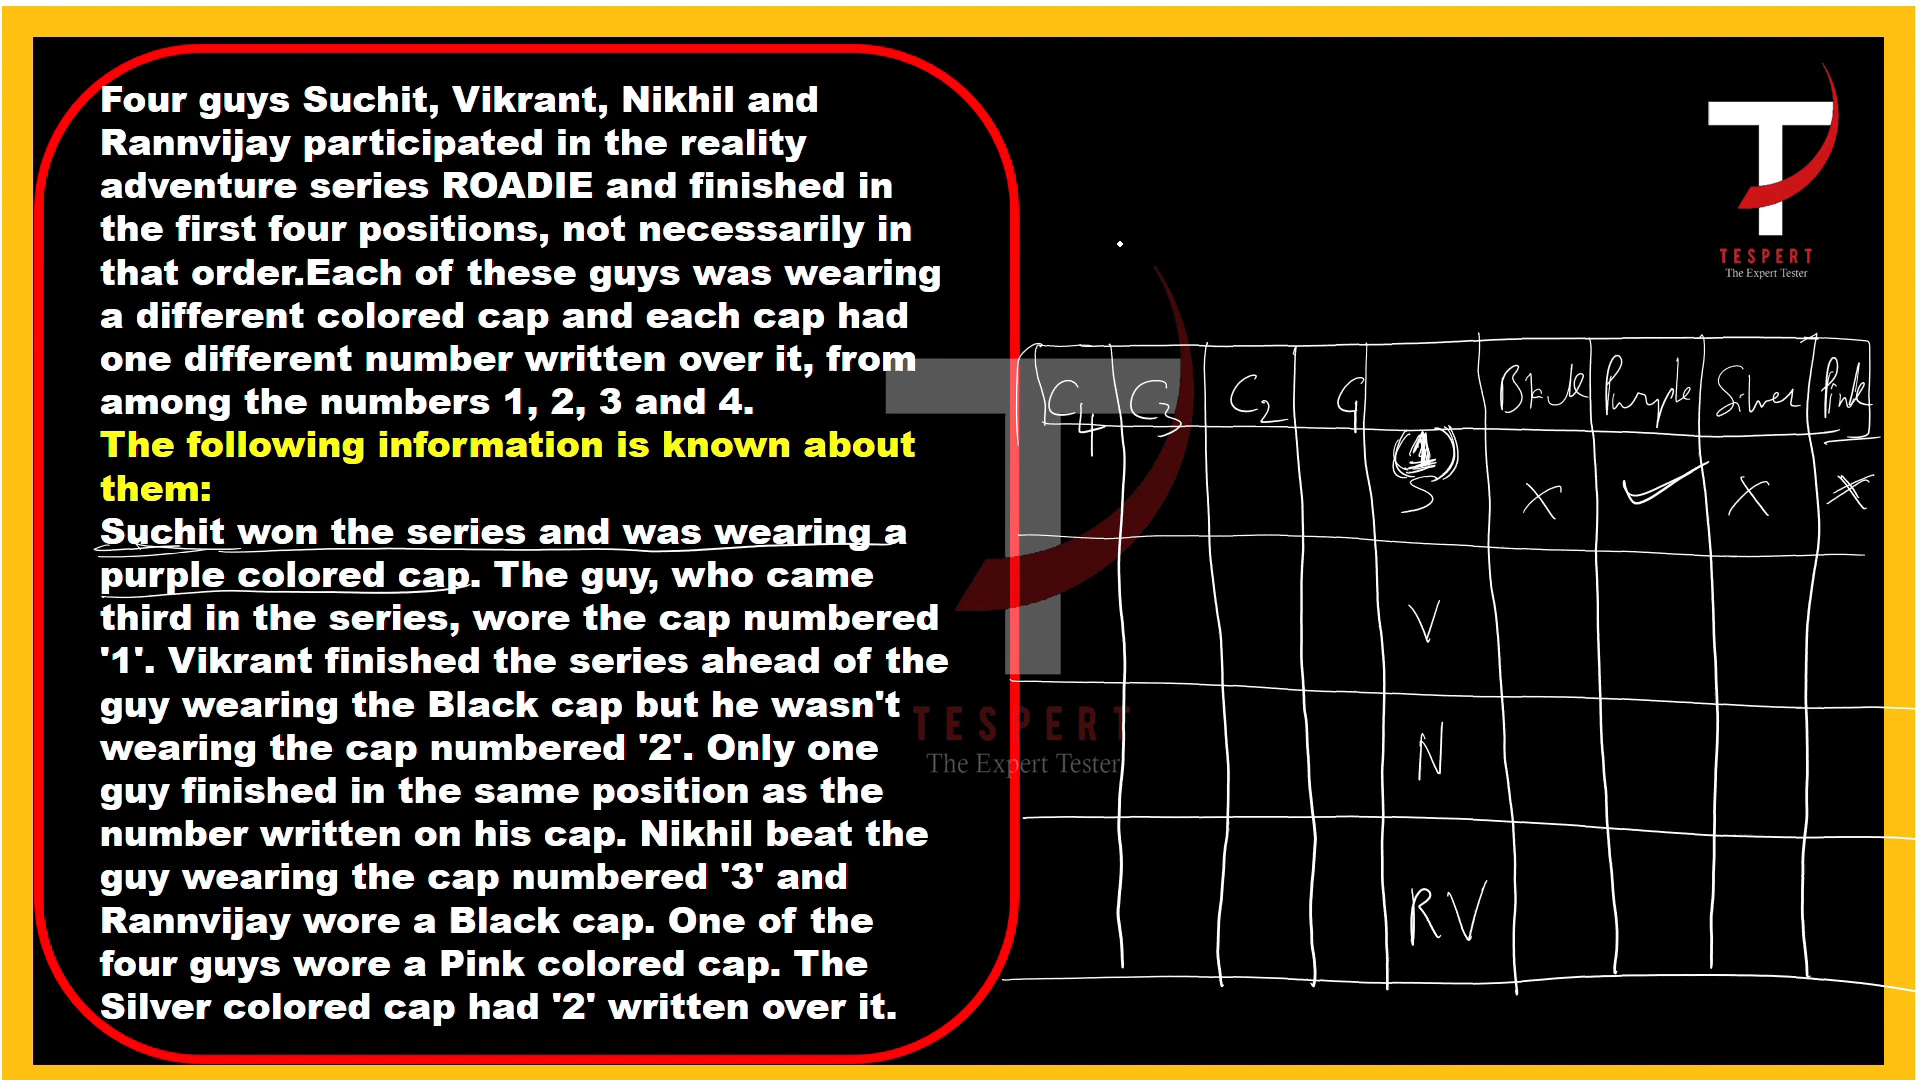 Four guys Suchit, Vikrant, Nikhil and
Rannvijay participated in the reality
adventure series ROADIE and finished in
the first four positions, not necessarily in
that order.Each of these guys was wearing
a different colored cap and each cap had
one different number written over it, from
among the numbers 1, 2, 3 and 4.
The following information is known about
them:
Suchit won the series and was wearing a
purple colored cap. The guy, who came
third in the series, wore the cap numbered
'1'. Vikrant finished the series ahead of the
guy wearing the Black cap but he wasn't
wearing the cap numbered '2'. Only one
guy finished in the same position as the
number written on his cap. Nikhil beat the
guy wearing the cap numbered '3' and
Rannvijay wore a Black cap. One of the
four guys wore a Pink colored cap. The
Silver colored cap had '2' written over it.
TESPERT
The Expert Tester
TESPERT
The Expert Tester
C4 C3 C2 C1 Black Purple Silver Pink
1
S
V
N
RV